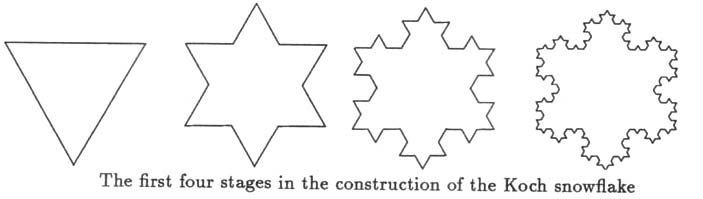 The first four stages in the construction of the Koch snowflake